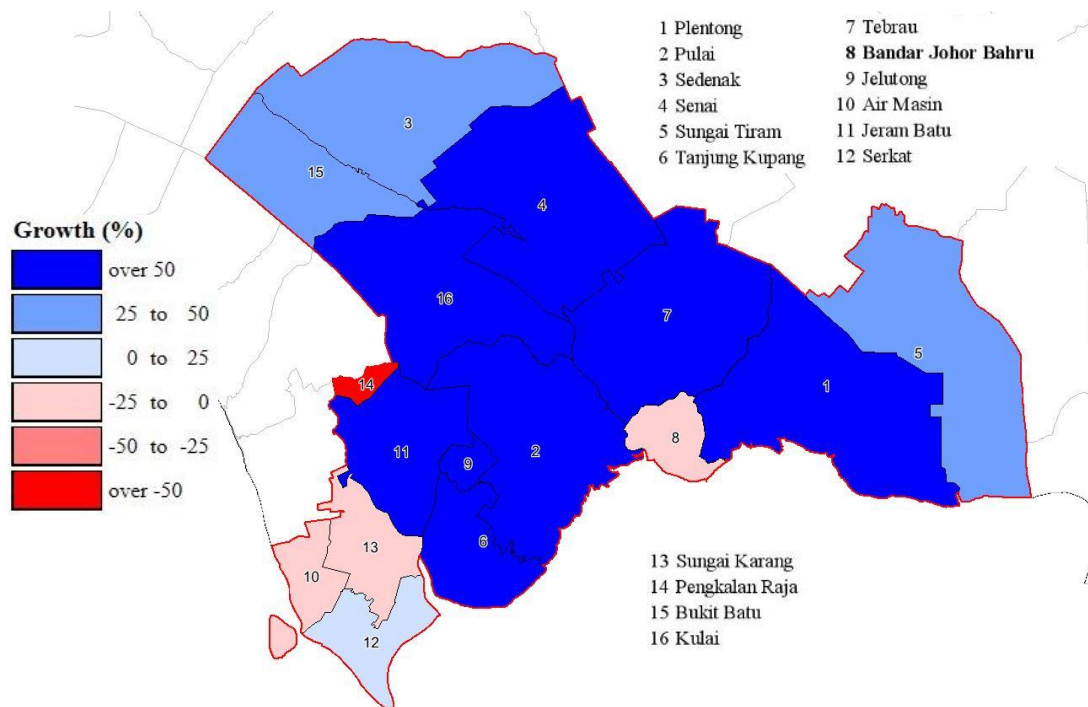 1 Plentong
2 Pulai
3 Sedenak
4 Senai
5 Sungai Tiram
6 Tanjung Kupang
7 Tebrau
8 Bandar Johor Bahru
9 Jelutong
10 Air Masin
11 Jeram Batu
12 Serkat
3
15
4
Growth (%)
over 50
25 to 50
0 to 25
-25 to 0
-50 to -25
over -50
16
7
5
14
1
11
9
2
8
6
13
10
12
13 Sungai Karang
14 Pengkalan Raja
15 Bukit Batu
16 Kulai